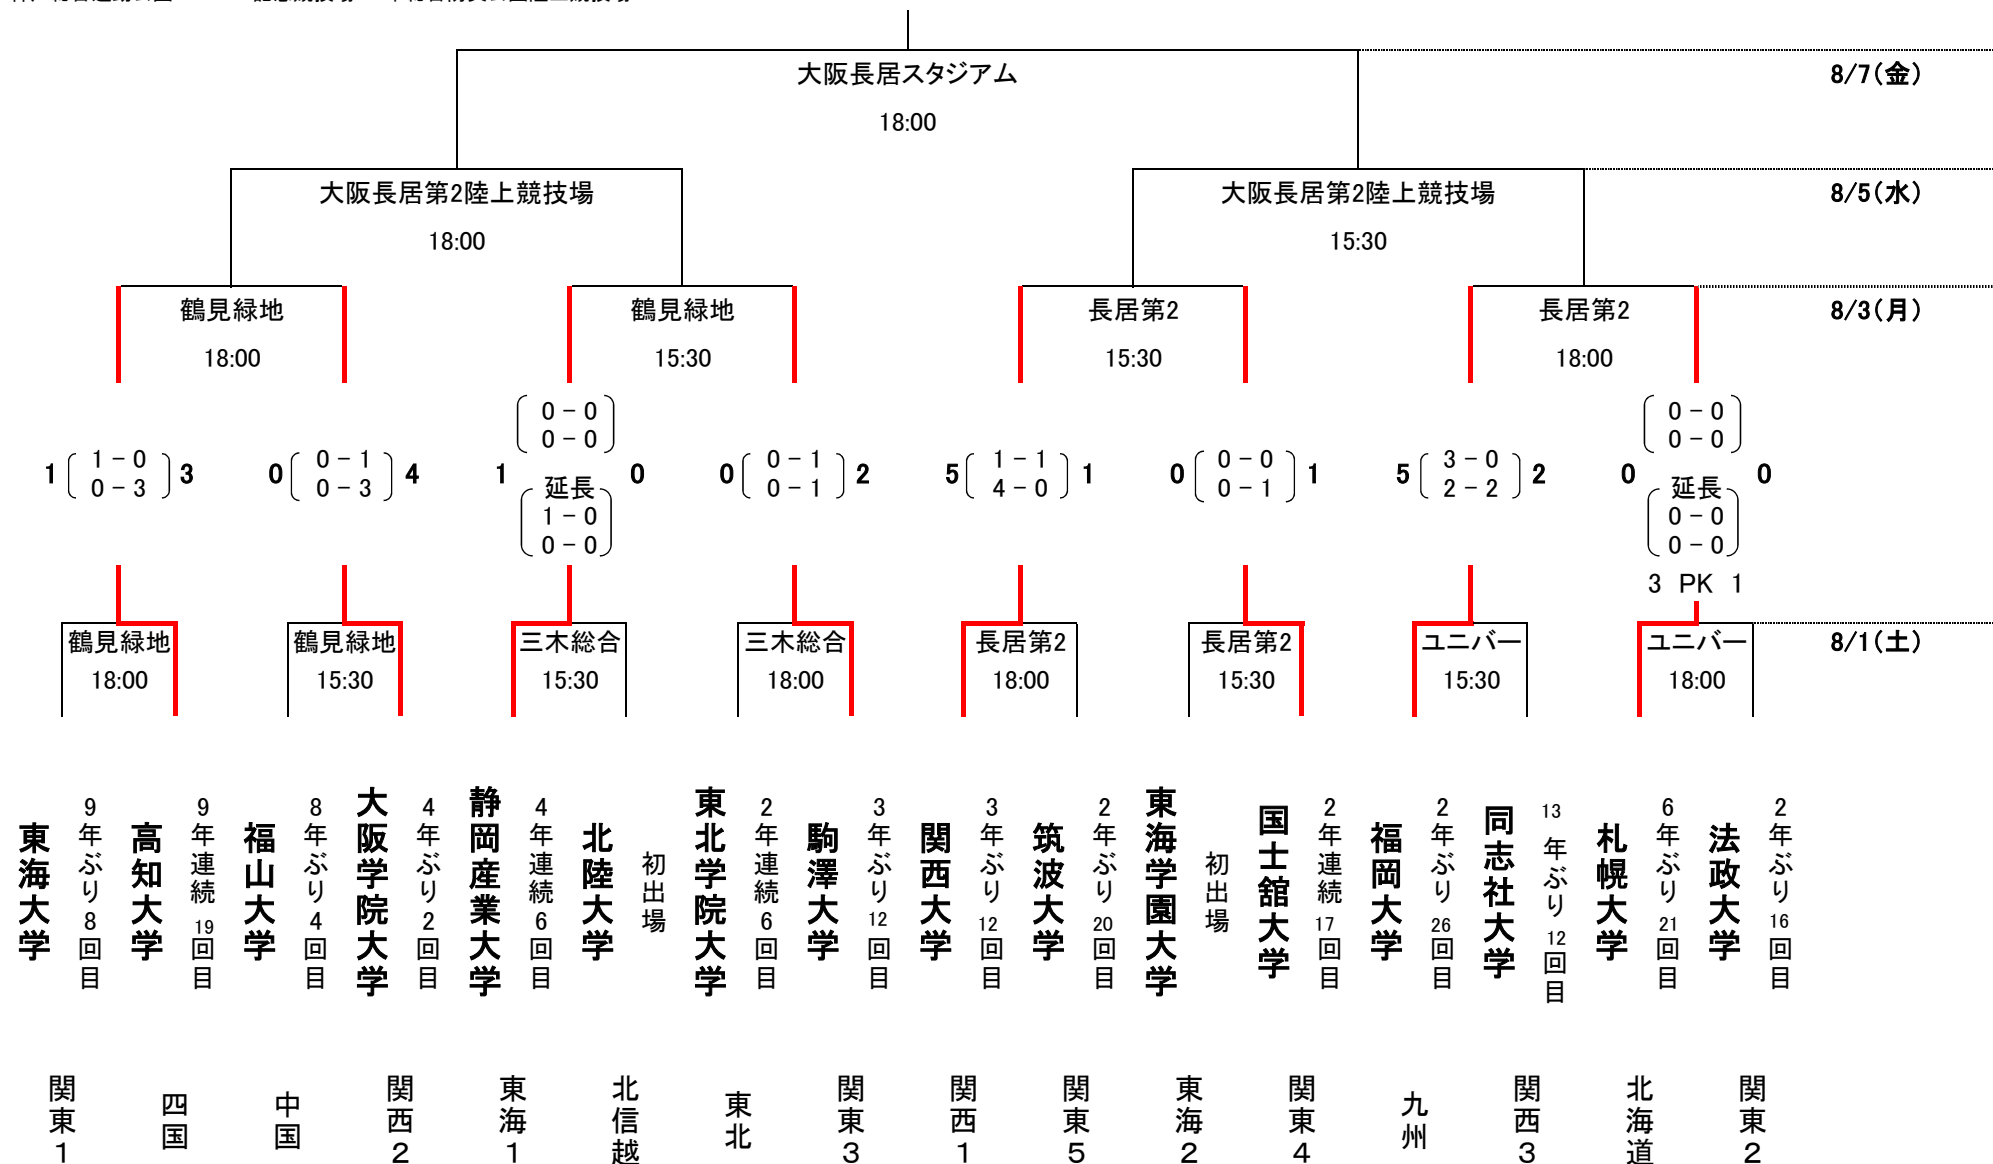 大阪長居スタジアム
8/7(金)
18:00
大阪長居第2陸上競技場
大阪長居第2陸上競技場
8/5(水)
18:00
15:30
鶴見緑地
鶴見緑地
長居第2
長居第2
8/3(月)
18:00
15:30
15:30
18:00
1 1－0 0－3 3
0 0－1 0－3 4
1 0－0 0－0 延長 1－0 0－0 0
0 0－1 0－1 2
5 1－1 4－0 1
0 0－0 0－1 1
5 3－0 2－2 2
0 0－0 0－0 延長 0－0 0－0 0
3 PK 1
鶴見緑地
鶴見緑地
三木総合
三木総合
長居第2
長居第2
ユニバー
ユニバー
8/1(土)
18:00
15:30
15:30
18:00
18:00
15:30
15:30
18:00
東海大学
9年ぶり8回目
高知大学
9年連続19回目
福山大学
8年ぶり4回目
大阪学院大学
4年ぶり2回目
静岡産業大学
4年連続6回目
北陸大学
初出場
東北学院大学
2年連続6回目
駒澤大学
3年ぶり12回目
関西大学
3年ぶり12回目
筑波大学
2年ぶり20回目
東海学園大学
初出場
国士舘大学
2年連続17回目
福岡大学
2年ぶり26回目
同志社大学
13年ぶり12回目
札幌大学
6年ぶり21回目
法政大学
2年ぶり16回目
関東1
四国
中国
関西2
東海1
北信越
東北
関東3
関西1
関東5
東海2
関東4
九州
関西3
北海道
関東2